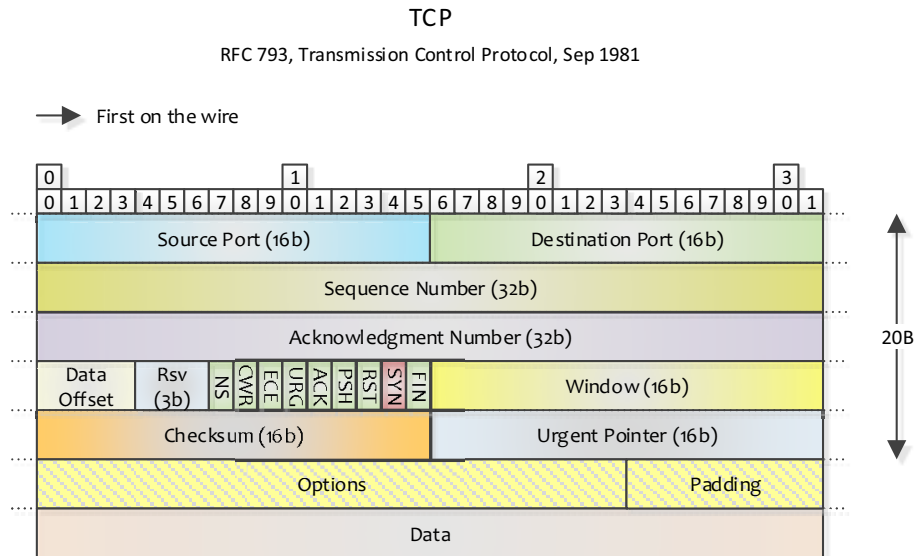 TCP
RFC 793, Transmission Control Protocol, Sep 1981
First on the wire
0 1 2 3
0 1 2 3 4 5 6 7 8 9 0 1 2 3 4 5 6 7 8 9 0 1 2 3 4 5 6 7 8 9 0 1
Source Port (16b) Destination Port (16b)
Sequence Number (32b)
Acknowledgment Number (32b)
20B
Data Offset Rsv (3b) NS CWR ECE URG ACK PSH RST SYN FIN Window (16b)
Checksum (16b) Urgent Pointer (16b)
Options Padding
Data